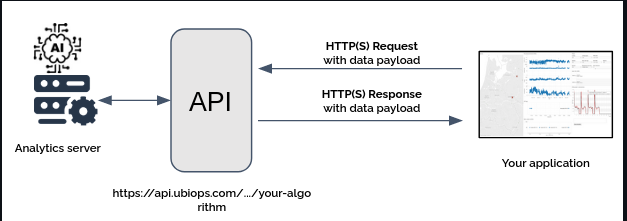 AI
HTTP(S) Request
with data payload
API
HTTP(S) Response
with data payload
Analytics server
Your application
https://api.ubiops.com/.../your-algo
rithm